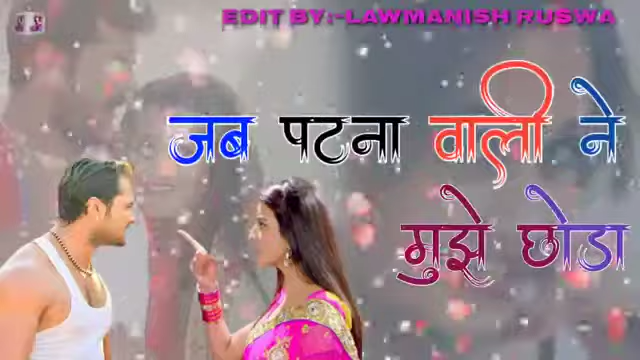 EDIT BY:-LAWMANISH RUSWA
जब पटना वाली ने
मुझे छोडा